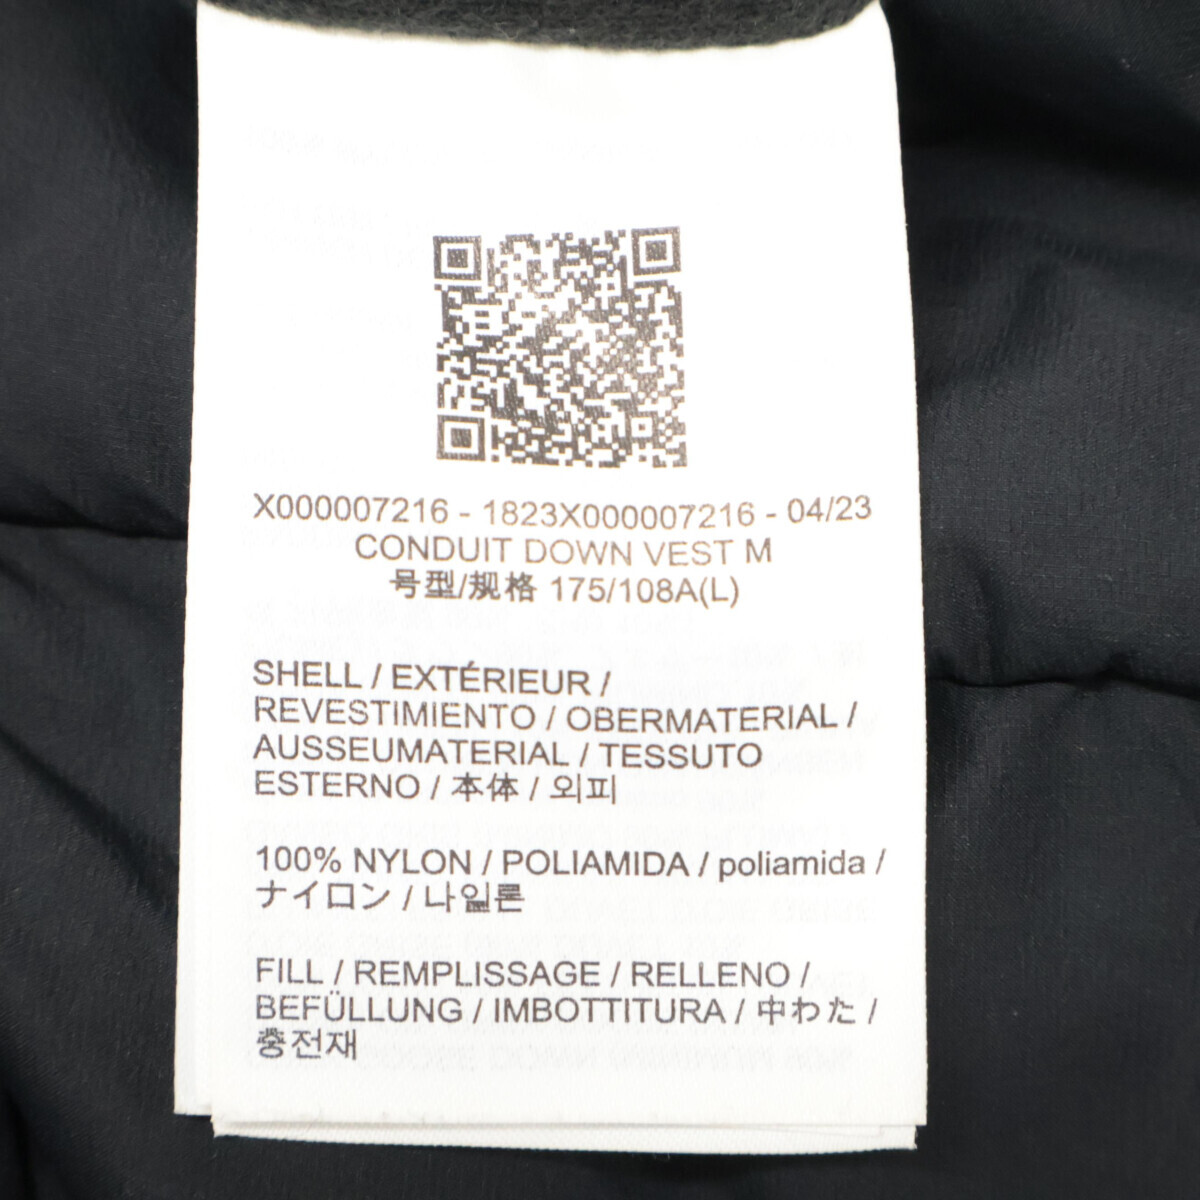 X000007216 - 1823X000007216 - 04/23
CONDUIT DOWN VEST M
号型/规格 175/108A(L)
SHELL / EXTÉRIEUR /
REVESTIMIENTO / OBERMATERIAL /
AUSSEUMATERIAL / TESSUTO
ESTERNO / 本体 / 외피
100% NYLON / POLIAMIDA / poliamida /
ナイロン / 나일론
FILL / REMPLISSAGE / RELLENO /
BEFÜLLUNG / IMBOTTITURA / 中わた /
충전재